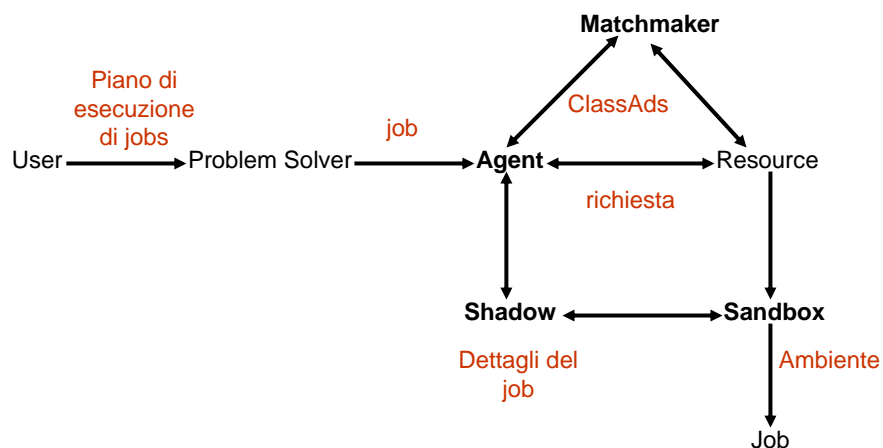 Matchmaker
Piano di
esecuzione
di jobs
ClassAds
job
User
Problem Solver
Agent
Resource
richiesta
Shadow
Sandbox
Dettagli del
job
Ambiente
Job